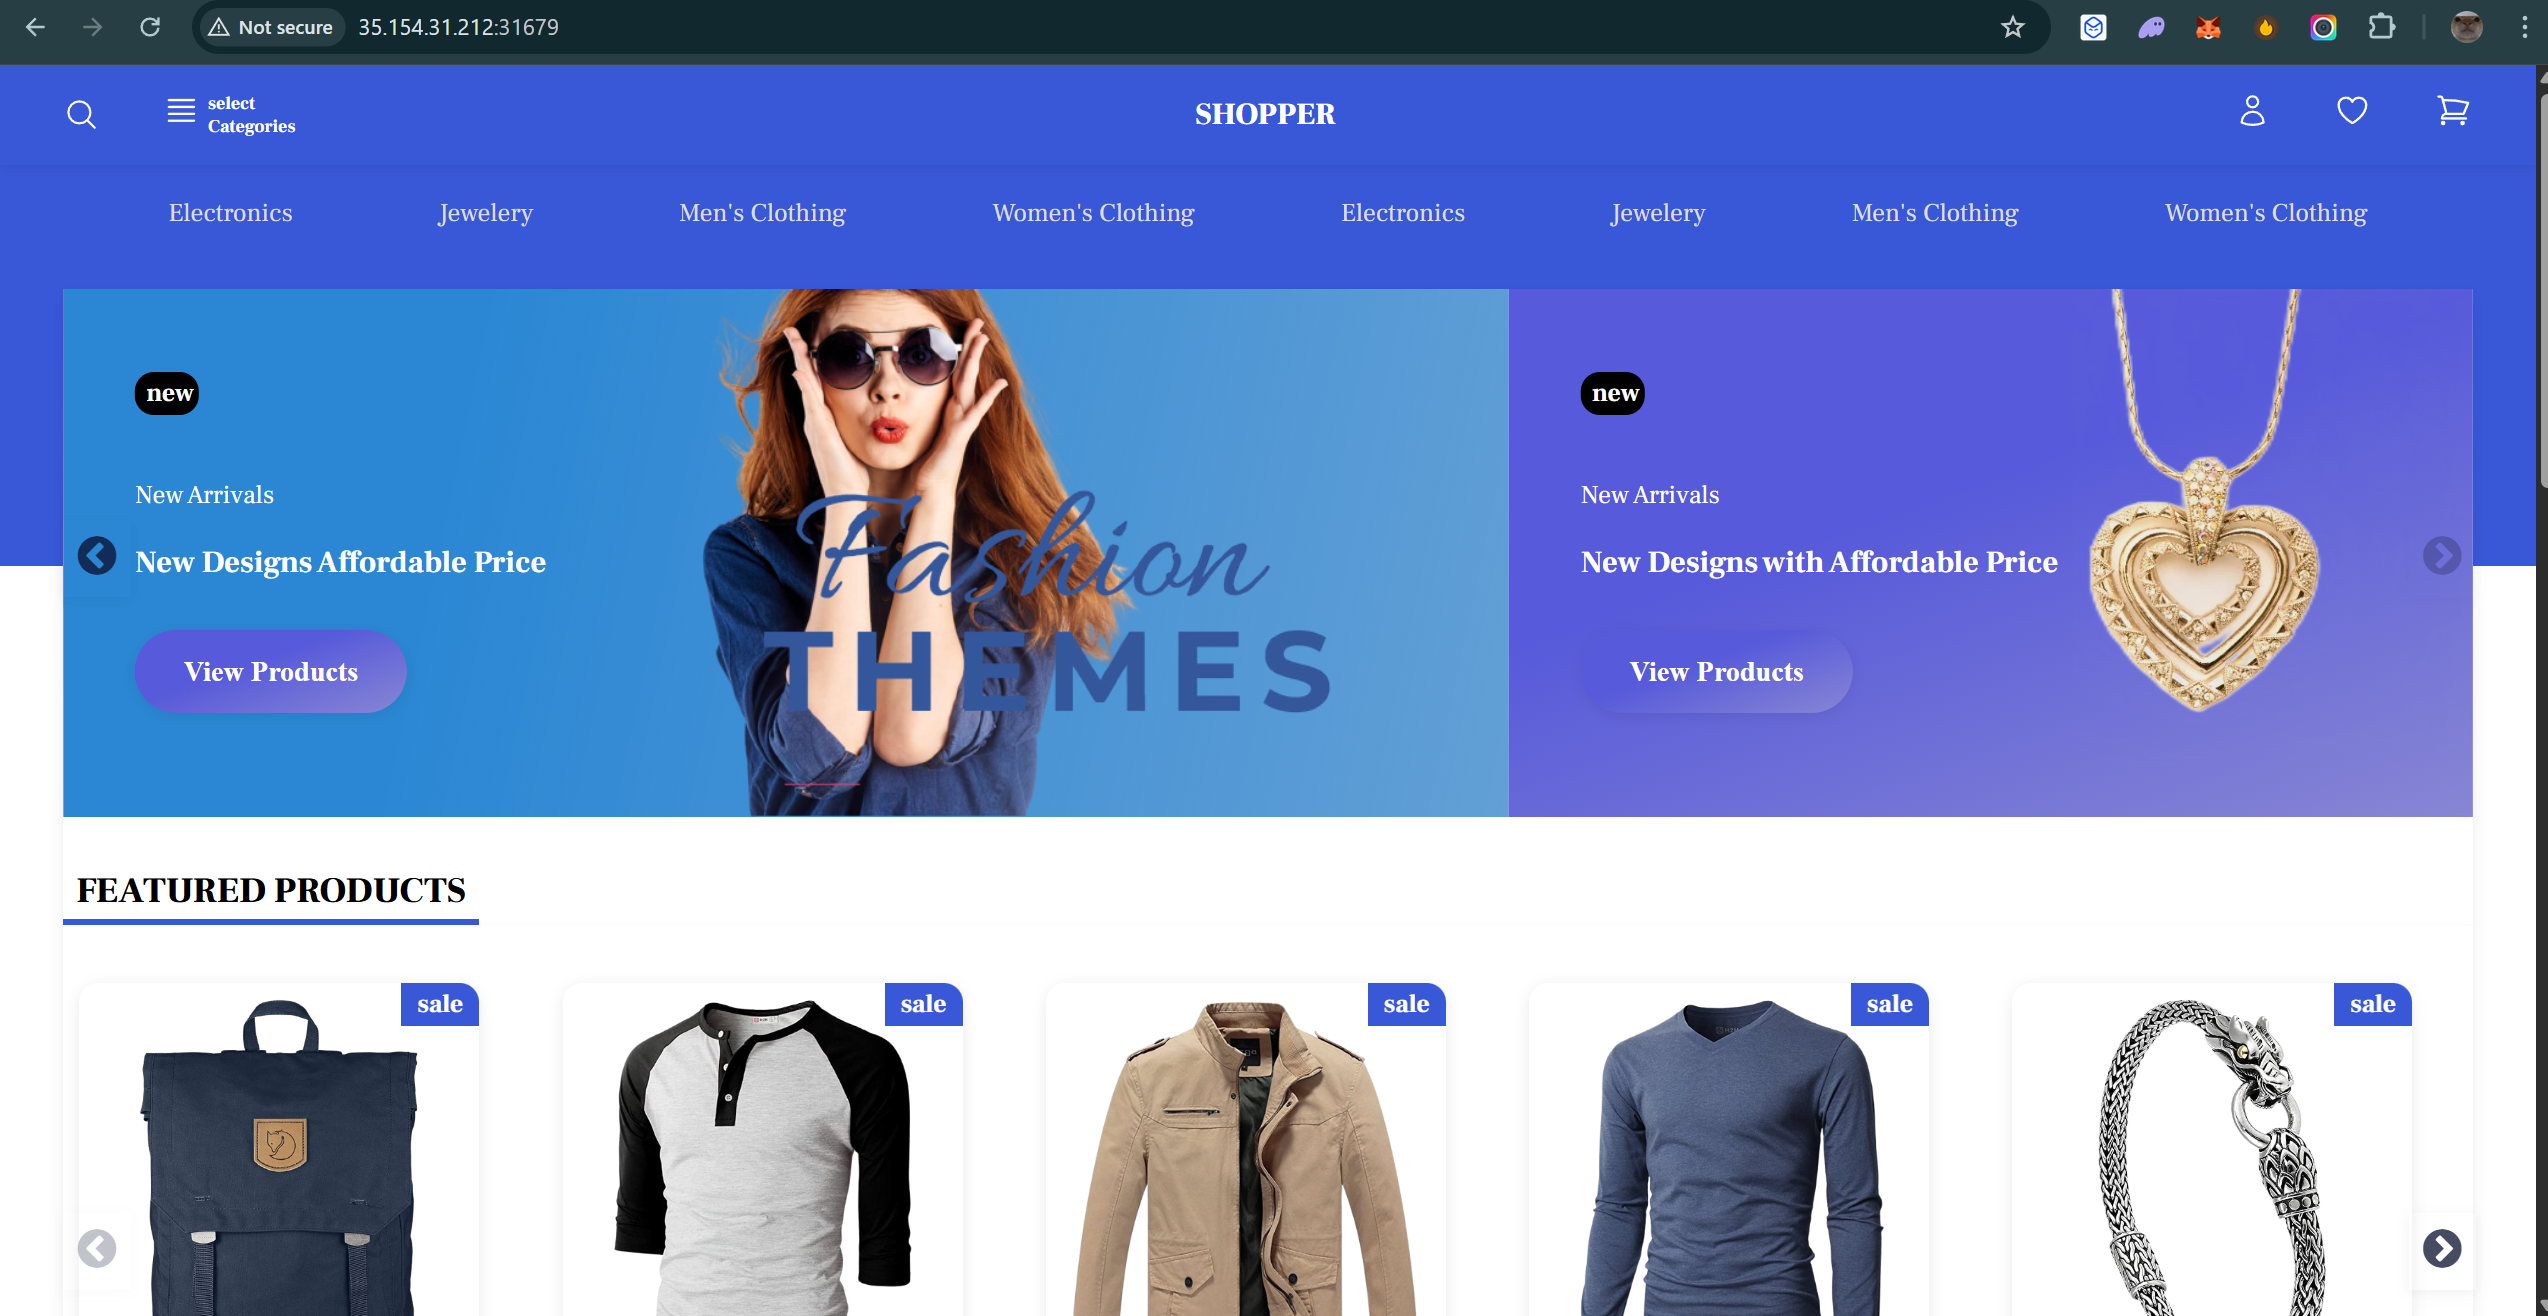 Not secure
35.154.31.212:31679
select
Categories
SHOPPER
Electronics
Jewelery
Men's Clothing
Women's Clothing
Electronics
Jewelery
Men's Clothing
Women's Clothing
new
New Arrivals
New Designs Affordable Price
View Products
Fashion
THEMES
new
New Arrivals
New Designs with Affordable Price
View Products
FEATURED PRODUCTS
sale
sale
sale
sale
sale